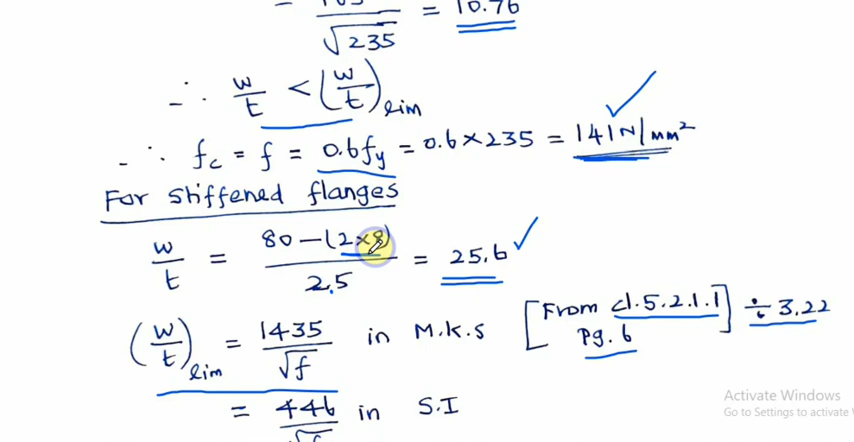 √235 = 10.76
∴ w/t < (w/t)lim
∴ fc = f = 0.6fy = 0.6 × 235 = 141 N/mm²
For stiffened flanges
w/t = 80 - (2×8) / 2.5 = 25.6
(w/t)lim = 1435/√f in M.k.s [From cl.5.2.1.1 Pg.6] ÷ 3.22
= 446/√f in S.I
Activate Windows
Go to Settings to activate